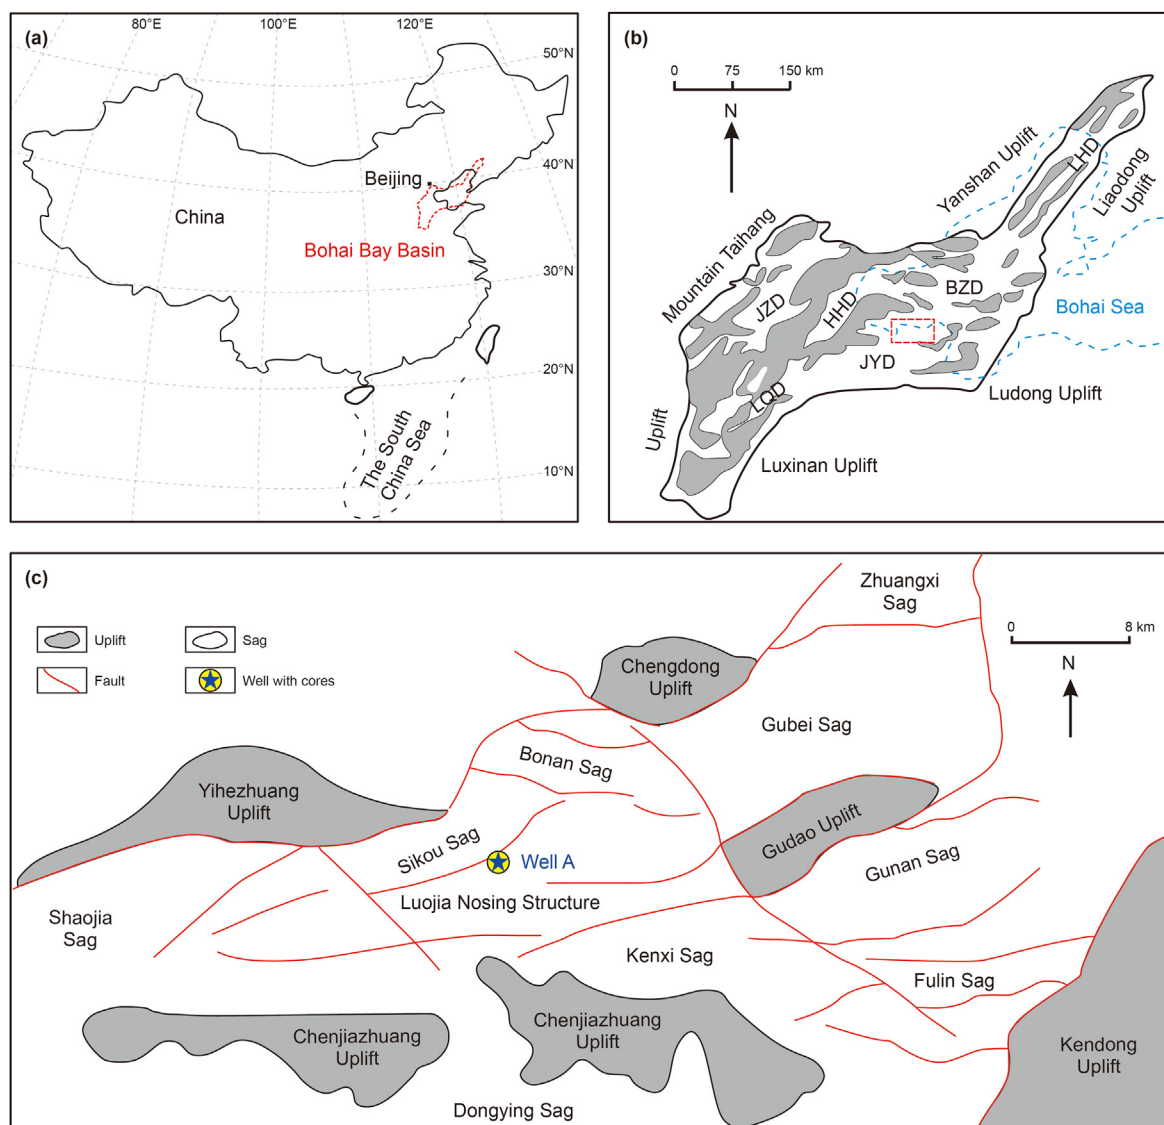 (a)
80°E
100°E
120°E
50°N
40°N
30°N
20°N
10°N
Beijing
China
Bohai Bay Basin
The South
China Sea
(b)
0
75
150 km
N
Yanshan Uplift
LHD
Liaodong
Uplift
Mountain Taihang
Uplift
JZD
HHD
BZD
Bohai Sea
JYD
LQD
Ludong Uplift
Luxinan Uplift
(c)
Uplift
Sag
Fault
Well with cores
Zhuangxi
Sag
0
8 km
N
Chengdong
Uplift
Gubei Sag
Bonan Sag
Yihezhuang
Uplift
Sikou Sag
Well A
Gudao Uplift
Gunan Sag
Luojia Nosing Structure
Shaojia
Sag
Kenxi Sag
Fulin Sag
Chenjiazhuang
Uplift
Chenjiazhuang
Uplift
Kendong
Uplift
Dongying Sag